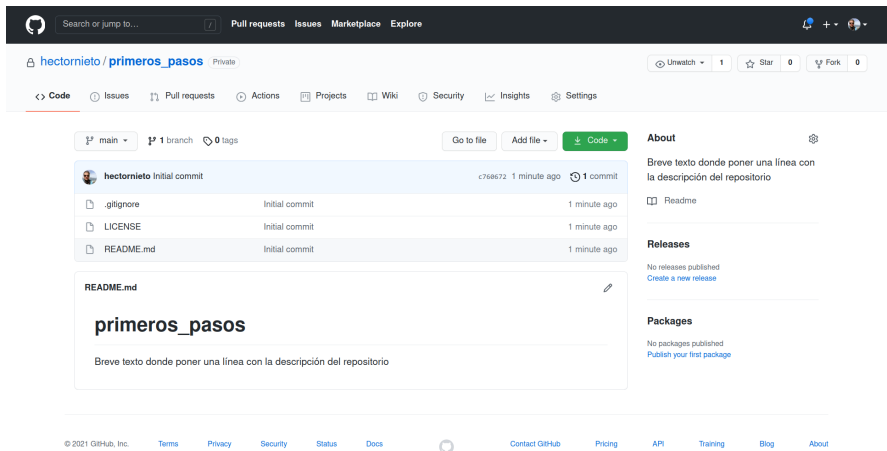 Search or jump to... / Pull requests Issues Marketplace Explore
hectornieto / primeros_pasos Private Unwatch 1 Star 0 Fork 0
Code Issues Pull requests Actions Projects Wiki Security Insights Settings
main 1 branch 0 tags Go to file Add file Code
hectornieto Initial commit c760672 1 minute ago 1 commit
.gitignore Initial commit 1 minute ago
LICENSE Initial commit 1 minute ago
README.md Initial commit 1 minute ago
README.md
primeros_pasos
Breve texto donde poner una línea con la descripción del repositorio
About
Breve texto donde poner una línea con
la descripción del repositorio
Readme
Releases
No releases published
Create a new release
Packages
No packages published
Publish your first package
© 2021 GitHub, Inc. Terms Privacy Security Status Docs Contact GitHub Pricing API Training Blog About